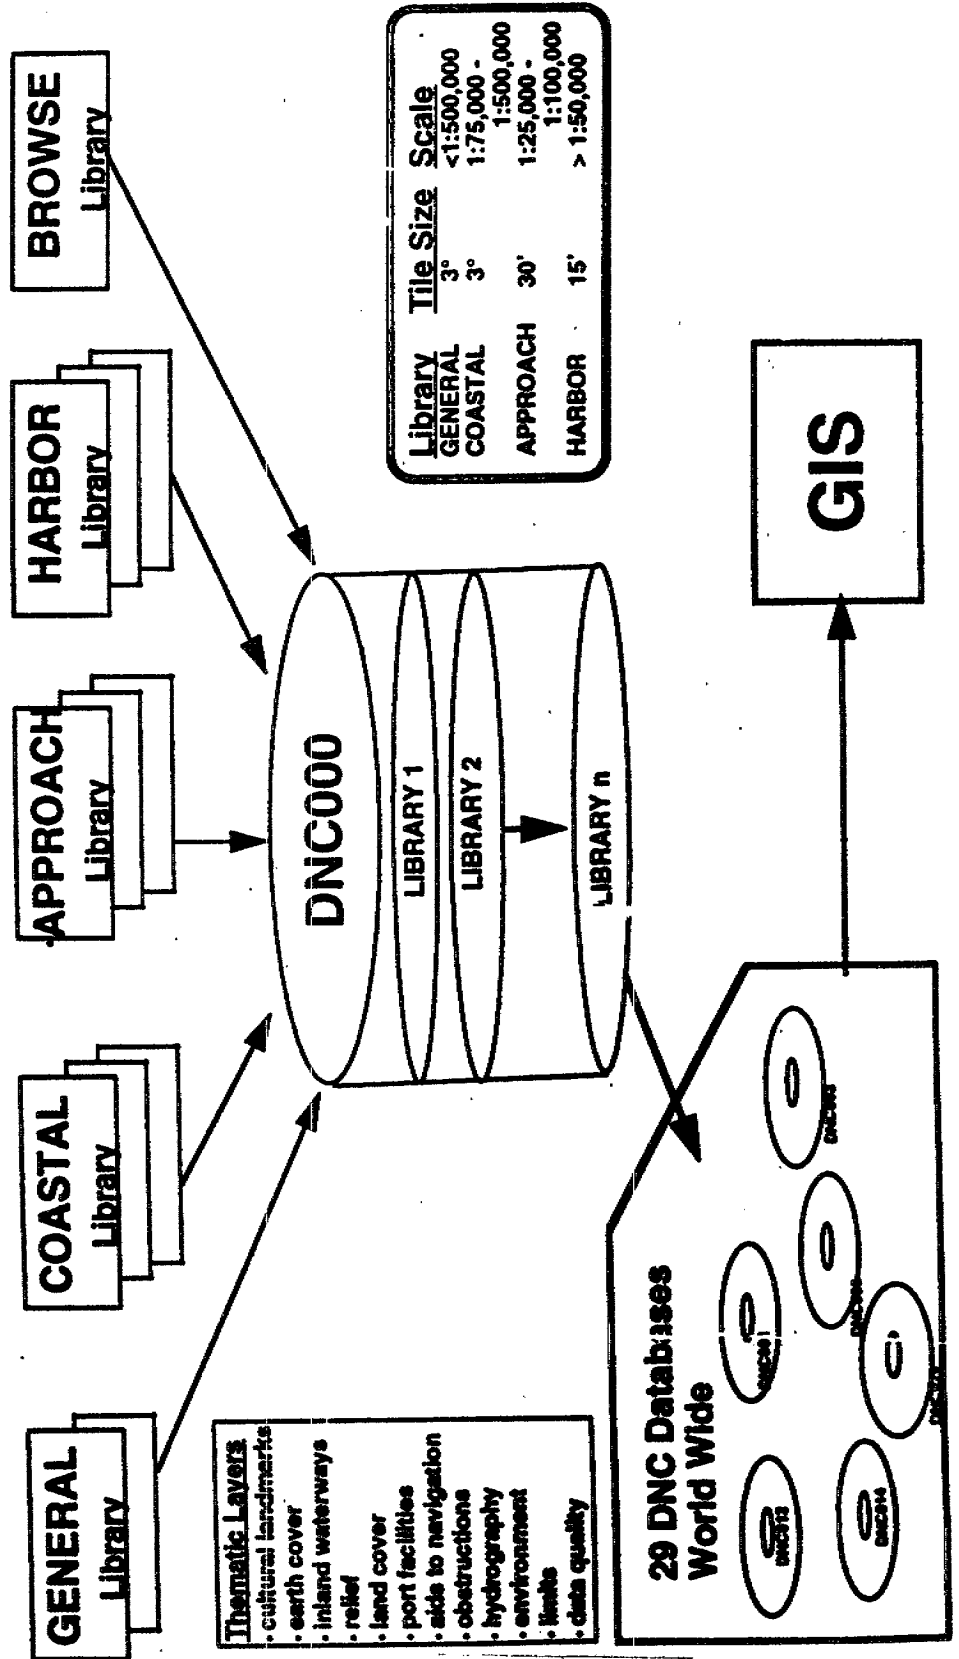 GENERAL
Library
COASTAL
Library
APPROACH
Library
HARBOR
Library
BROWSE
Library
DNC000
LIBRARY 1
LIBRARY 2
LIBRARY n
Thematic Layers
• cultural landmarks
• earth cover
• inland waterways
• relief
• land cover
• port facilities
• aids to navigation
• obstructions
• hydrography
• environment
• limits
• data quality
Library Tile Size Scale
GENERAL 3° <1:500,000
COASTAL 3° 1:75,000 -
1:500,000
APPROACH 30' 1:25,000 -
1:100,000
HARBOR 15' > 1:50,000
29 DNC Databases
World Wide
DNC001
DNC013
DNC014
GIS